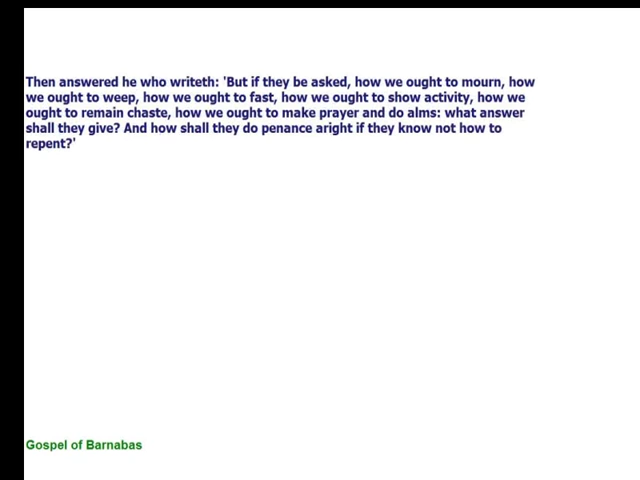 Then answered he who writeth: 'But if they be asked, how we ought to mourn, how
we ought to weep, how we ought to fast, how we ought to show activity, how we
ought to remain chaste, how we ought to make prayer and do alms: what answer
shall they give? And how shall they do penance aright if they know not how to
repent?'
Gospel of Barnabas